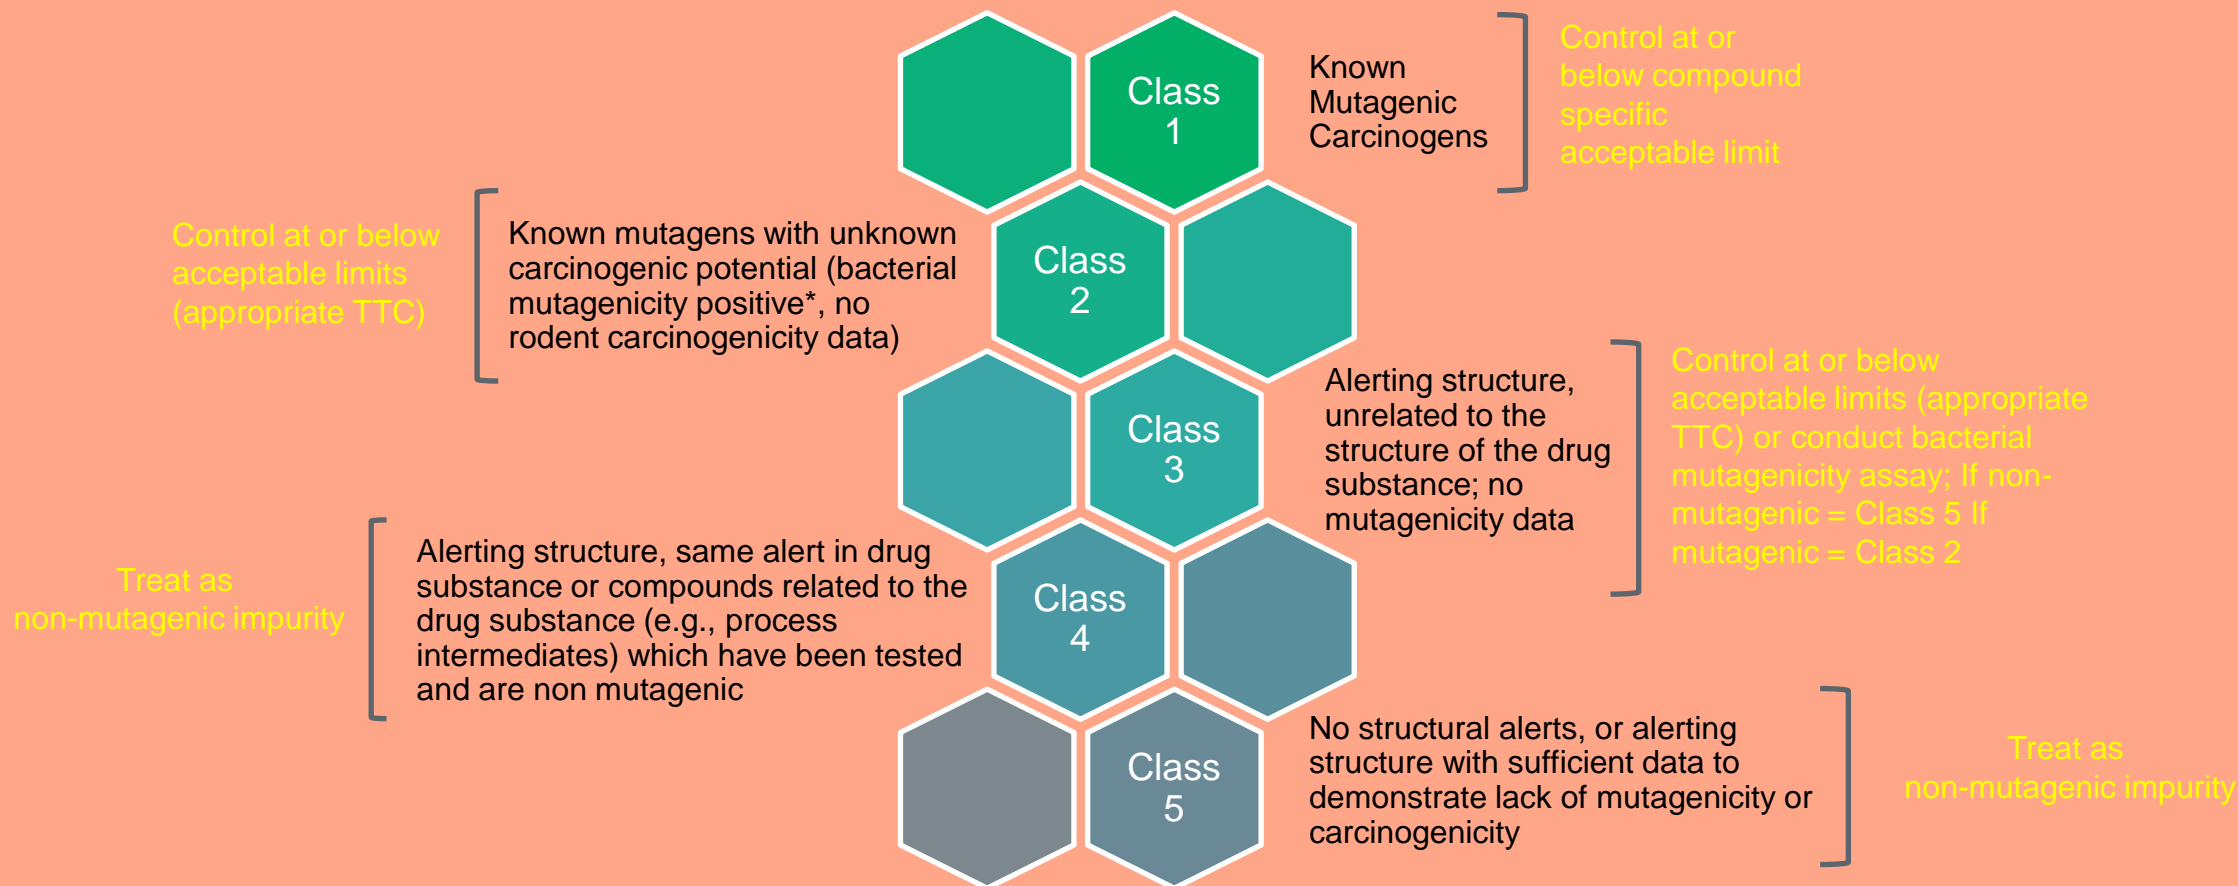 Class
1
Known
Mutagenic
Carcinogens
Control at or
below compound
specific
acceptable limit
Control at or below
acceptable limits
(appropriate TTC)
Known mutagens with unknown
carcinogenic potential (bacterial
mutagenicity positive*, no
rodent carcinogenicity data)
Class
2
Class
3
Alerting structure,
unrelated to the
structure of the drug
substance; no
mutagenicity data
Control at or below
acceptable limits (appropriate
TTC) or conduct bacterial
mutagenicity assay; If non-
mutagenic = Class 5 If
mutagenic = Class 2
Treat as
non-mutagenic impurity
Alerting structure, same alert in drug
substance or compounds related to the
drug substance (e.g., process
intermediates) which have been tested
and are non mutagenic
Class
4
Class
5
No structural alerts, or alerting
structure with sufficient data to
demonstrate lack of mutagenicity or
carcinogenicity
Treat as
non-mutagenic impurity